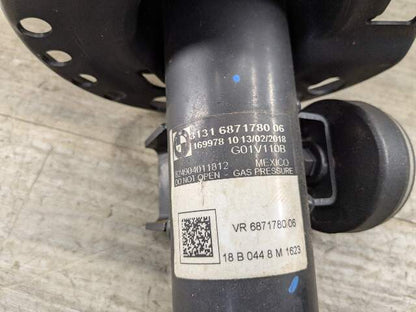 3131 6871780 06
169978 10 13/02/2018
G01V110B
824904011812 MEXICO
DO NOT OPEN - GAS PRESSURE
VR 6871780/06
18 B 044 8 M 1623